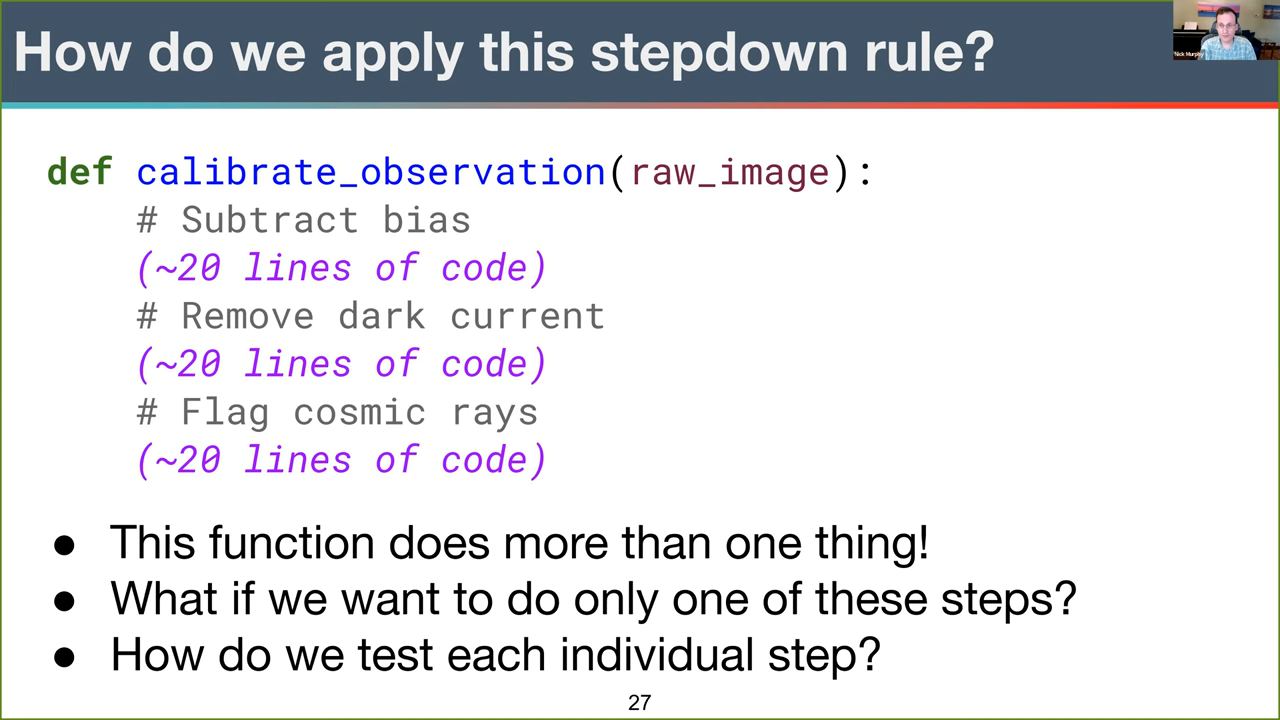 How do we apply this stepdown rule?
Nick Murphy
def calibrate_observation(raw_image):
# Subtract bias
(~20 lines of code)
# Remove dark current
(~20 lines of code)
# Flag cosmic rays
(~20 lines of code)
● This function does more than one thing!
● What if we want to do only one of these steps?
● How do we test each individual step?
27